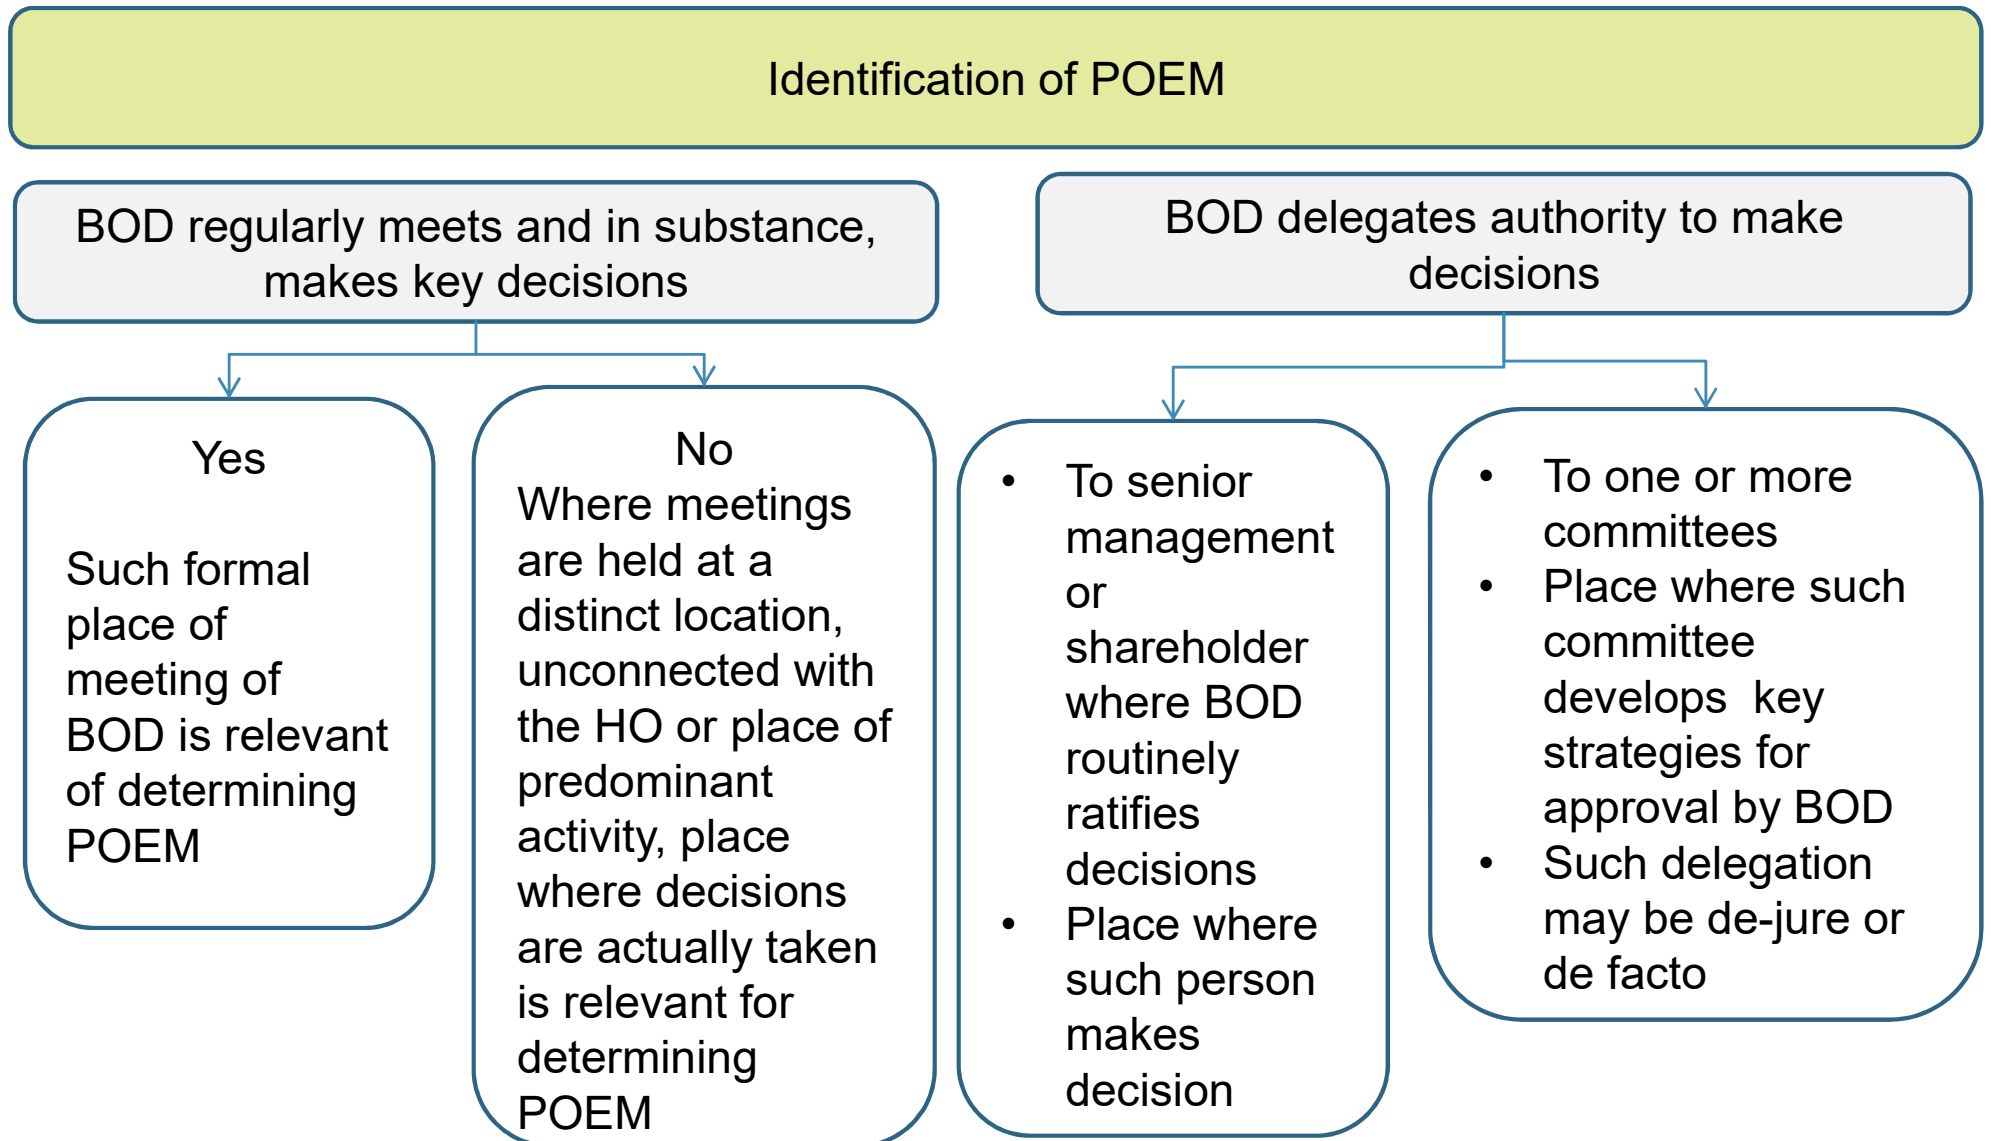 Identification of POEM
BOD regularly meets and in substance,
makes key decisions
BOD delegates authority to make
decisions
Yes
Such formal
place of
meeting of
BOD is relevant
of determining
POEM
No
Where meetings
are held at a
distinct location,
unconnected with
the HO or place of
predominant
activity, place
where decisions
are actually taken
is relevant for
determining
POEM
• To senior
management
or
shareholder
where BOD
routinely
ratifies
decisions
• Place where
such person
makes
decision
• To one or more
committees
• Place where such
committee
develops  key
strategies for
approval by BOD
• Such delegation
may be de-jure or
de facto